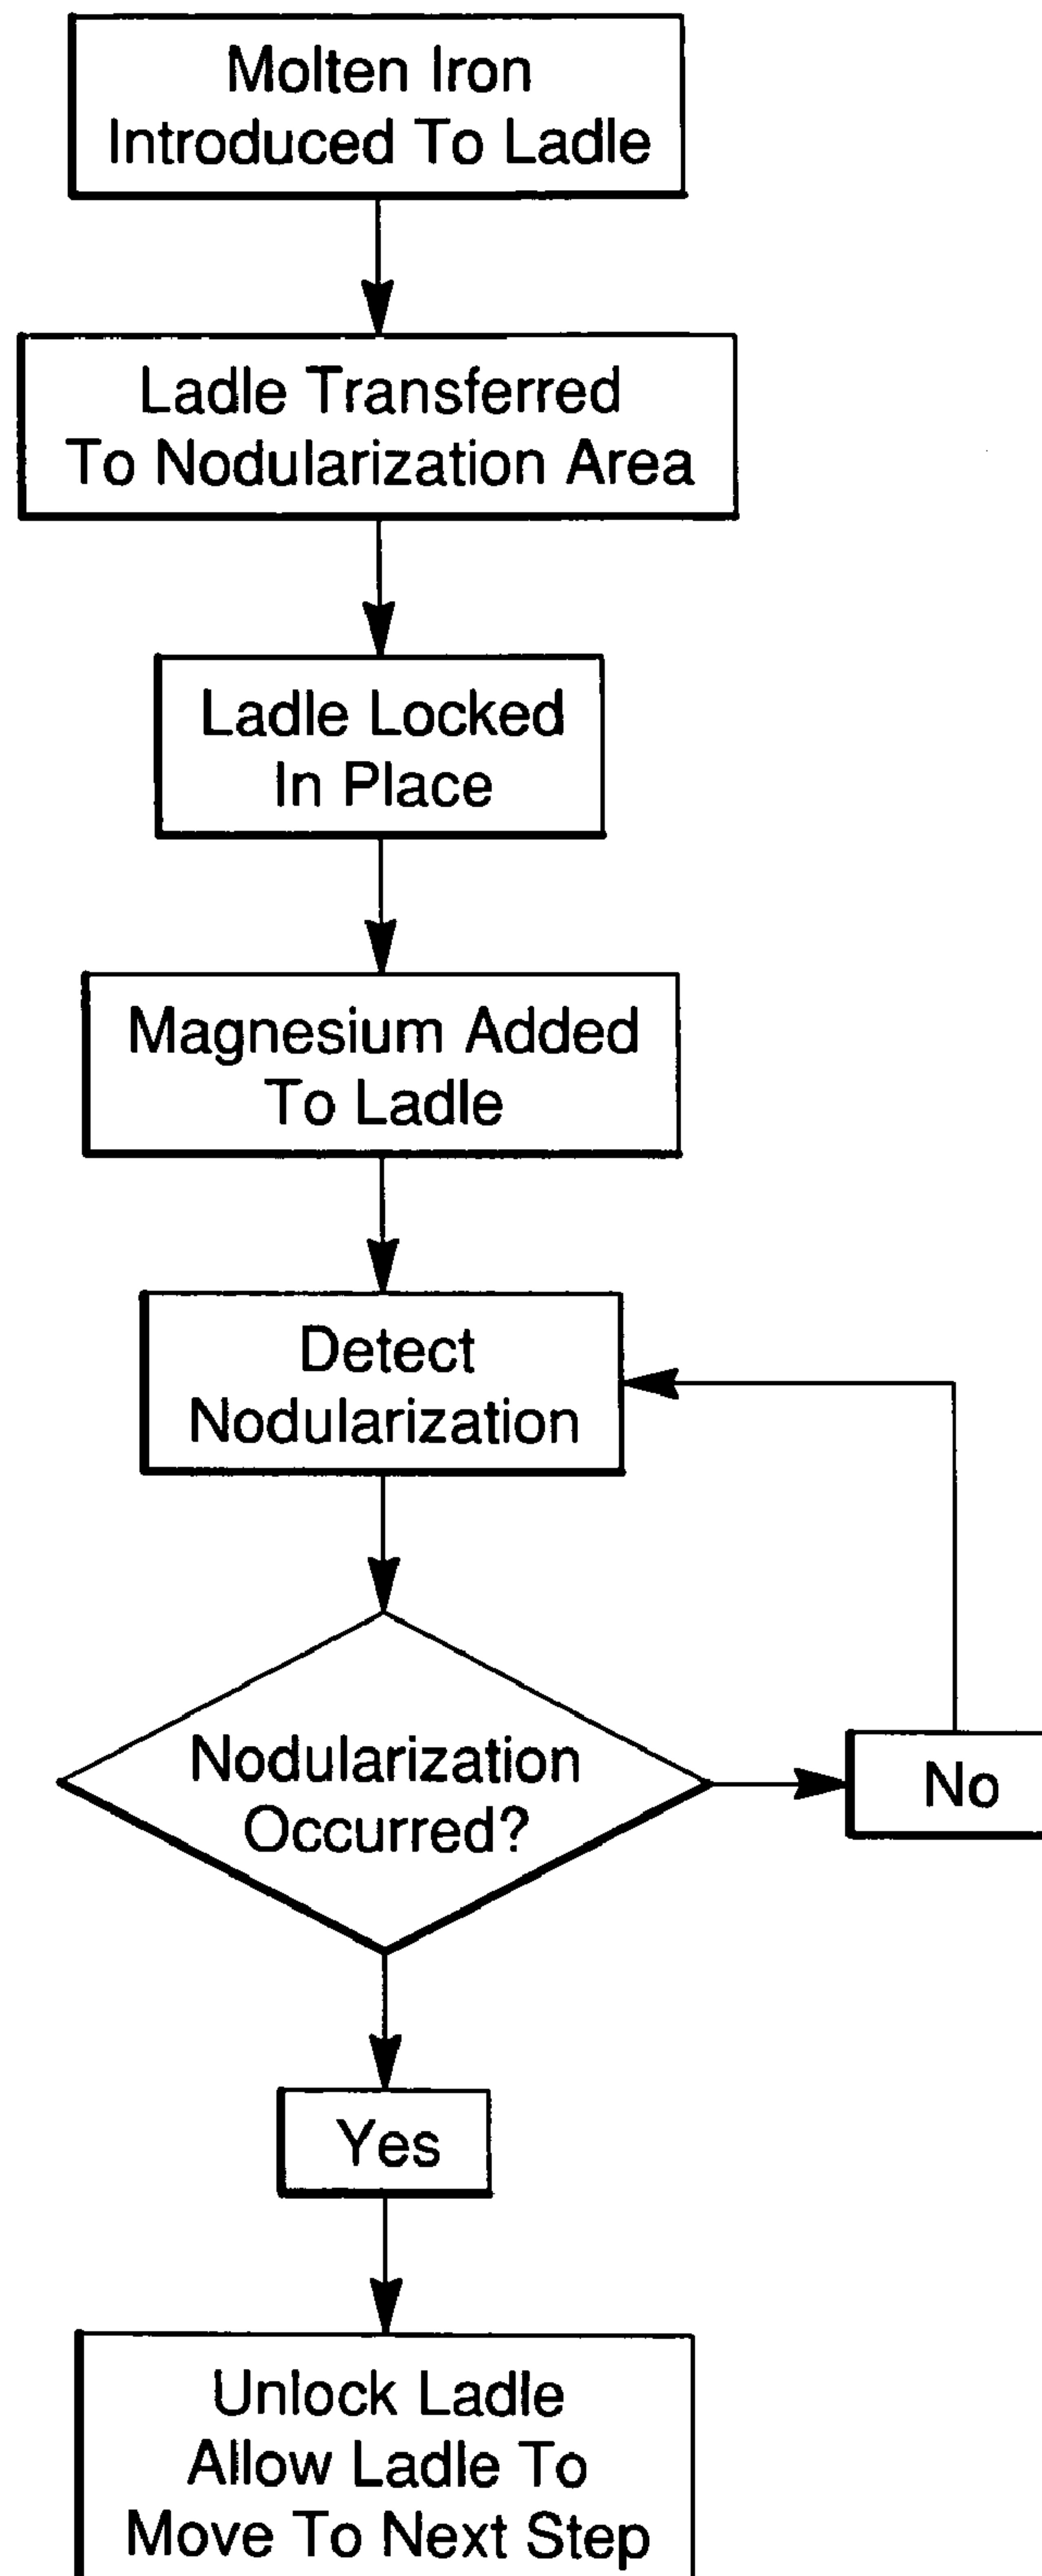 Molten Iron
Introduced To Ladle
Ladle Transferred
To Nodularization Area
Ladle Locked
In Place
Magnesium Added
To Ladle
Detect
Nodularization
Nodularization
Occurred?
No
Yes
Unlock Ladle
Allow Ladle To
Move To Next Step